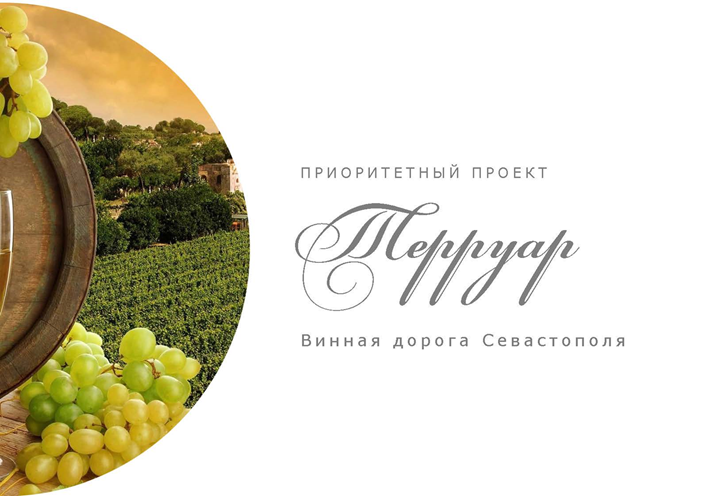 ПРИОРИТЕТНЫЙ ПРОЕКТ
Терруар
Винная дорога Севастополя